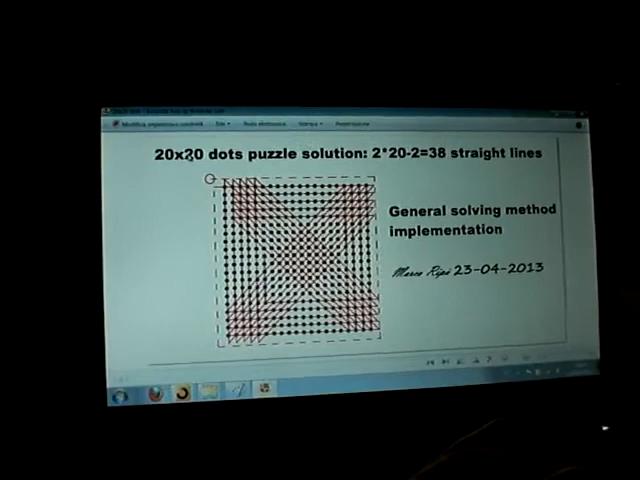 20x20 dots puzzle solution: 2*20-2=38 straight lines
General solving method
implementation
Marco Ripà 23-04-2013